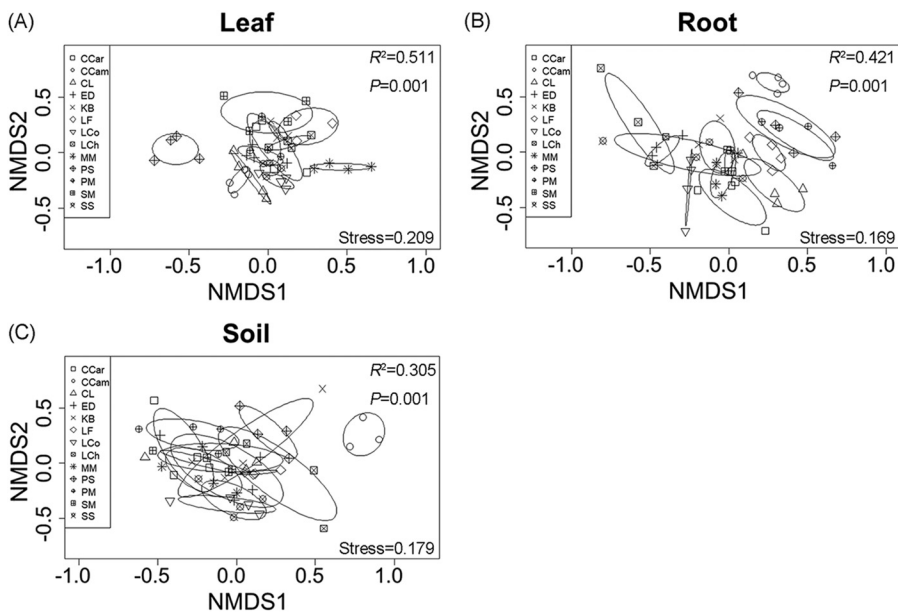 (A) Leaf
R²=0.511
P=0.001
CCar
CCam
CL
ED
KB
LF
LCo
LCh
MM
PS
PM
SM
SS
0.5
0.0
-0.5
NMDS2
Stress=0.209
-1.0 -0.5 0.0 0.5 1.0
NMDS1
(B) Root
R²=0.421
P=0.001
CCar
CCam
CL
ED
KB
LF
LCo
LCh
MM
PS
PM
SM
SS
0.5
0.0
-0.5
NMDS2
Stress=0.169
-1.0 -0.5 0.0 0.5 1.0
NMDS1
(C) Soil
R²=0.305
P=0.001
CCar
CCam
CL
ED
KB
LF
LCo
LCh
MM
PS
PM
SM
SS
0.5
0.0
-0.5
NMDS2
Stress=0.179
-1.0 -0.5 0.0 0.5 1.0
NMDS1